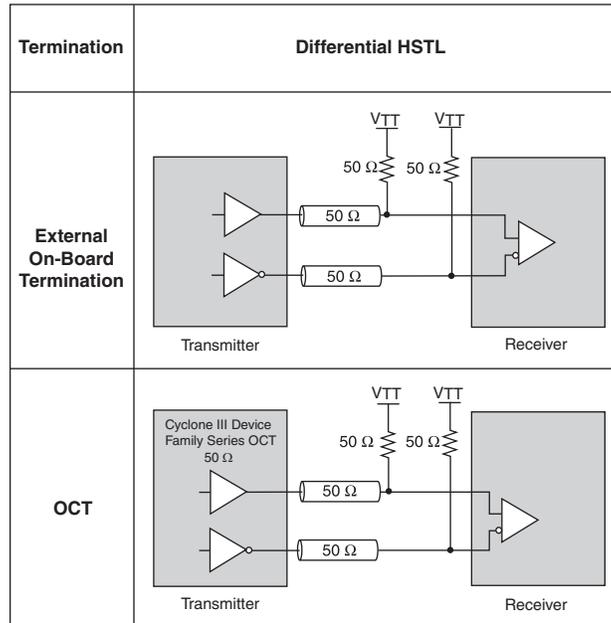 Termination
Differential HSTL
External
On-Board
Termination
VTT
VTT
50 Ω
50 Ω
50 Ω
50 Ω
Transmitter
Receiver
OCT
Cyclone III Device
Family Series OCT
50 Ω
VTT
VTT
50 Ω
50 Ω
50 Ω
50 Ω
Transmitter
Receiver